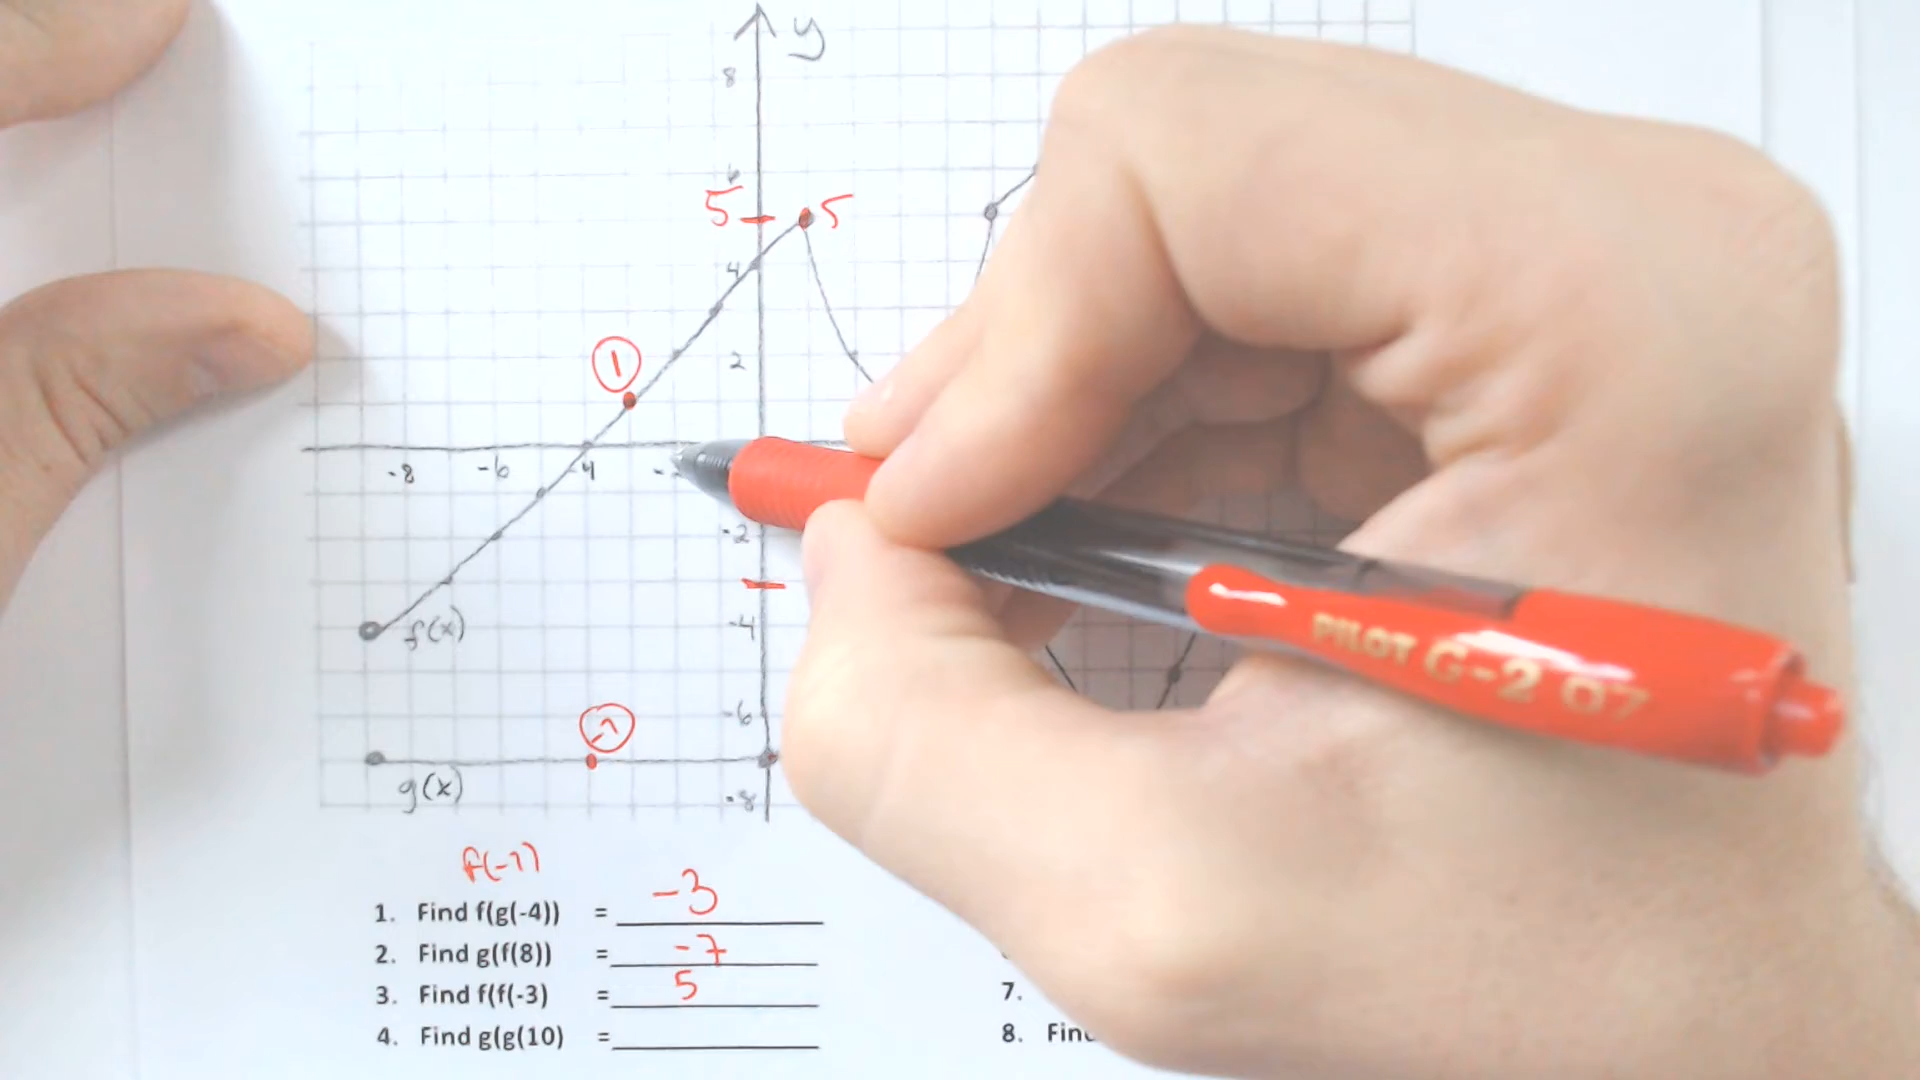 y
8
6
5 5
4
1
2
-8 -6 -4
-2
-4
f(x)
-6
-7
g(x)
-8
PILOT G-2 07
f(-7)
1. Find f(g(-4)) = -3
2. Find g(f(8)) = -7
3. Find f(f(-3) = 5
4. Find g(g(10) =
7.
8.